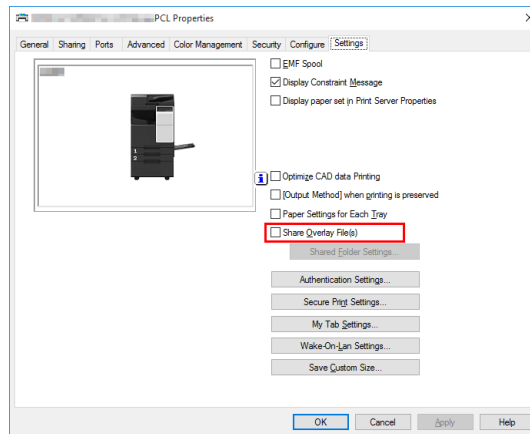 PCL Properties
General Sharing Ports Advanced Color Management Security Configure Settings
EMF Spool
Display Constraint Message
Display paper set in Print Server Properties
1
2
Optimize CAD data Printing
[Output Method] when printing is preserved
Paper Settings for Each Tray
Share Overlay File(s)
Shared Folder Settings...
Authentication Settings...
Secure Print Settings...
My Tab Settings...
Wake-On-Lan Settings...
Save Custom Size...
OK Cancel Apply Help